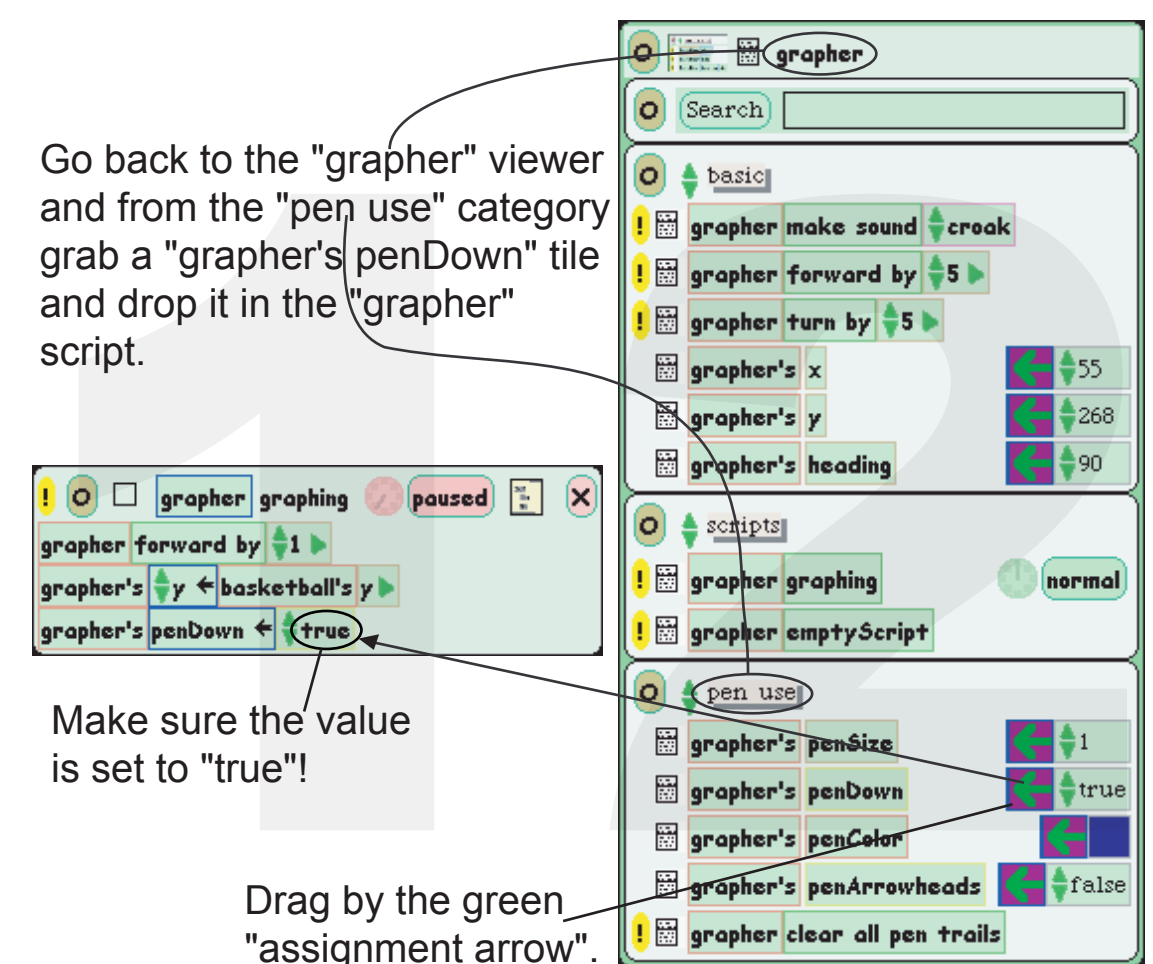 Go back to the "grapher" viewer
and from the "pen use" category
grab a "grapher's penDown" tile
and drop it in the "grapher"
script.
! O grapher graphing paused X
grapher forward by 1
grapher's y ← basketball's y
grapher's penDown ← true
Make sure the value
is set to "true"!
Drag by the green
"assignment arrow".
O grapher
O Search
O basic
! grapher make sound croak
! grapher forward by 5
! grapher turn by 5
grapher's x ← 55
grapher's y ← 268
grapher's heading ← 90
O scripts
! grapher graphing normal
! grapher emptyScript
O pen use
grapher's penSize ← 1
grapher's penDown ← true
grapher's penColor ←
grapher's penArrowheads ← false
! grapher clear all pen trails
12